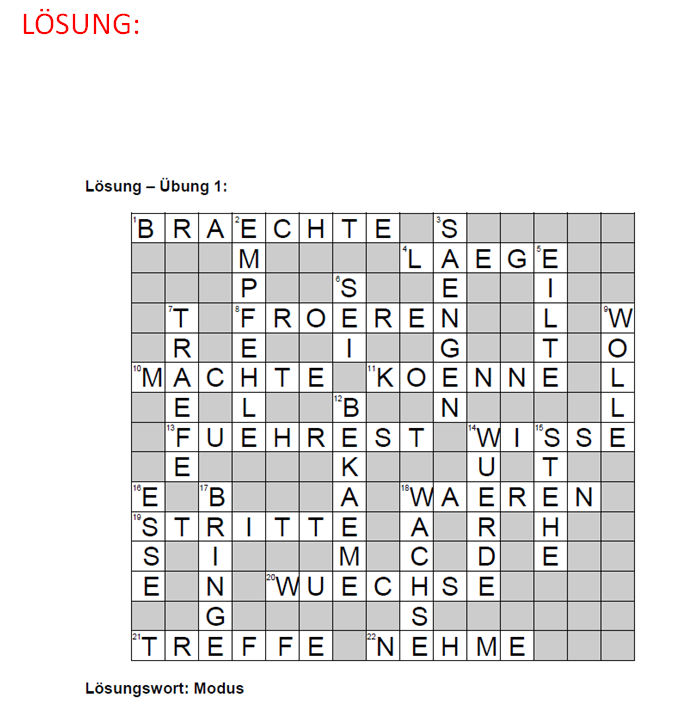 LÖSUNG:
Lösung – Übung 1:
1B R A 2E C H T E 3S
M 4L A E G 5E
P 6S E I
7T 8F R O E R E N L 9W
R E I G T O
10M A C H T E 11K O E N N E L
E L 12B N L
13F U E H R E S T 14W I 15S S E
E K U T
16E 17B A 18W A E R E N
19S T R I T T E A R H
S I M C D E
E N 20W U E C H S E
G S
21T R E F F E 22N E H M E
Lösungswort: Modus